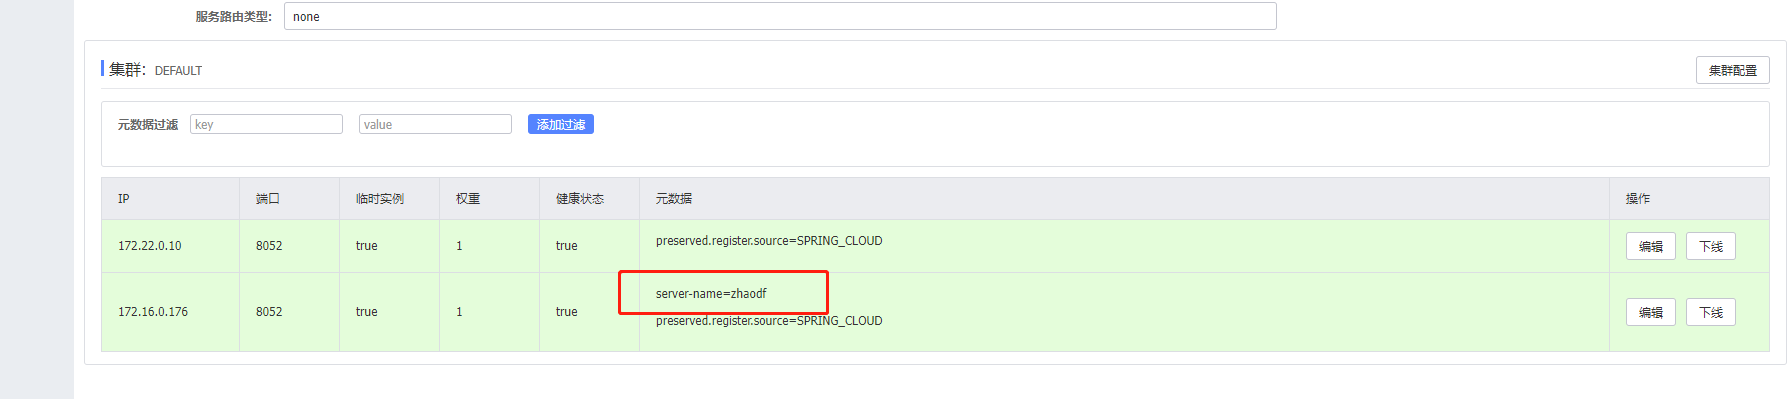 服务路由类型: none
集群: DEFAULT
集群配置
元数据过滤 key value 添加过滤
IP 端口 临时实例 权重 健康状态 元数据 操作
172.22.0.10 8052 true 1 true preserved.register.source=SPRING_CLOUD 编辑 下线
server-name=zhaodf
172.16.0.176 8052 true 1 true 编辑 下线
preserved.register.source=SPRING_CLOUD